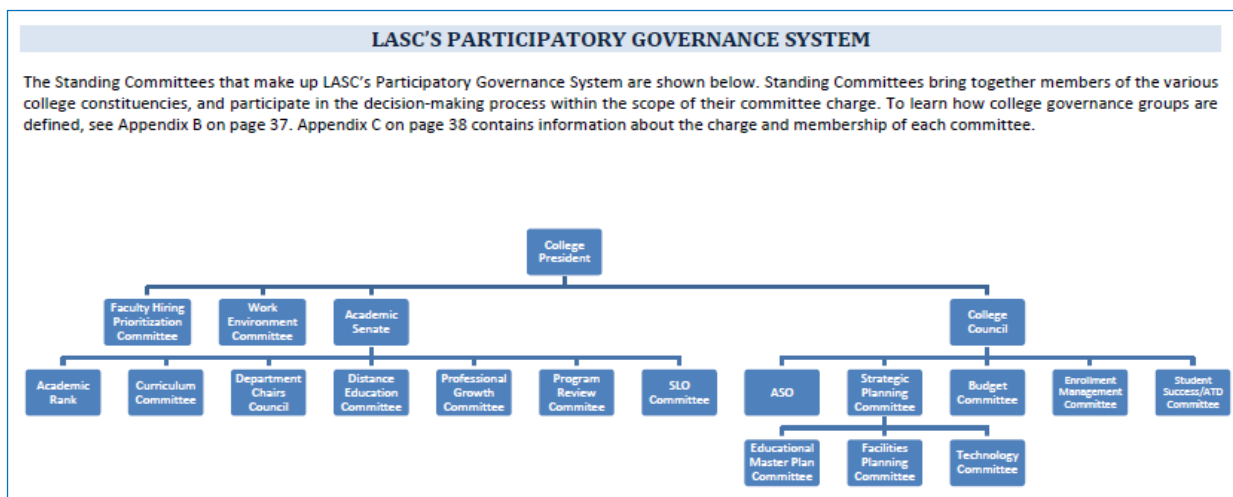 LASC'S PARTICIPATORY GOVERNANCE SYSTEM
The Standing Committees that make up LASC's Participatory Governance System are shown below. Standing Committees bring together members of the various
college constituencies, and participate in the decision-making process within the scope of their committee charge. To learn how college governance groups are
defined, see Appendix B on page 37. Appendix C on page 38 contains information about the charge and membership of each committee.
College
President
Faculty Hiring
Prioritization
Committee
Work
Environment
Committee
Academic
Senate
College
Council
Academic
Rank
Curriculum
Committee
Department
Chairs
Council
Distance
Education
Committee
Professional
Growth
Committee
Program
Review
Commitee
SLO
Committee
ASO
Strategic
Planning
Committee
Budget
Committee
Enrollment
Management
Committee
Student
Success/ATD
Committee
Educational
Master Plan
Committee
Facilities
Planning
Committee
Technology
Committee